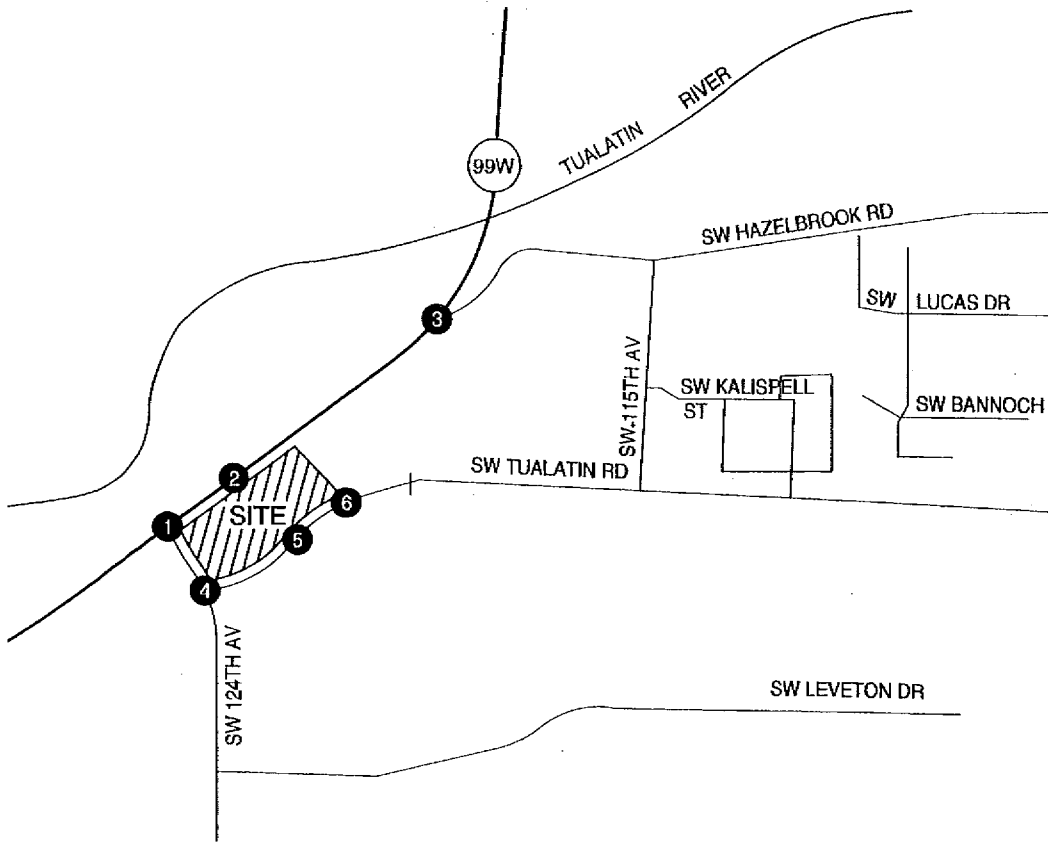 RIVER
TUALATIN
99W
SW HAZELBROOK RD
SW LUCAS DR
3
SW-115TH AV
SW KALISPELL
ST
SW BANNOCH
2
SW TUALATIN RD
6
SITE
1
5
4
SW 124TH AV
SW LEVETON DR